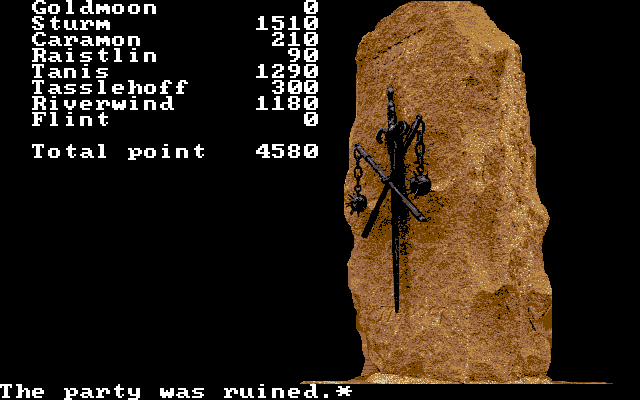 Goldmoon 0
Sturm 1510
Caramon 210
Raistlin 90
Tanis 1290
Tasslehoff 300
Riverwind 1180
Flint 0
Total point 4580
The party was ruined.*